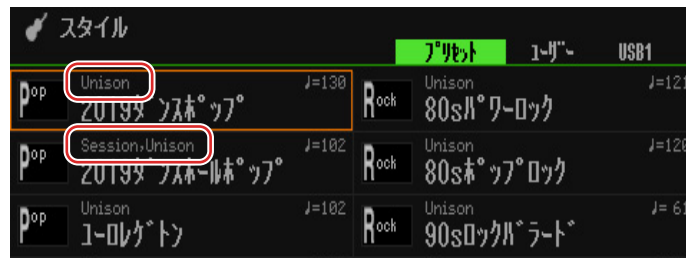 スタイル
プリセット ユーザー USB1
Unison ♩=130
Pop 2019ダンスポップ
Unison ♩=121
Rock 80sパワーロック
Session,Unison ♩=102
Pop 2019ダンスホールポップ
Unison ♩=120
Rock 80sポップロック
Unison ♩=102
Pop ユーロレゲトン
Unison ♩= 61
Rock 90sロックバラード